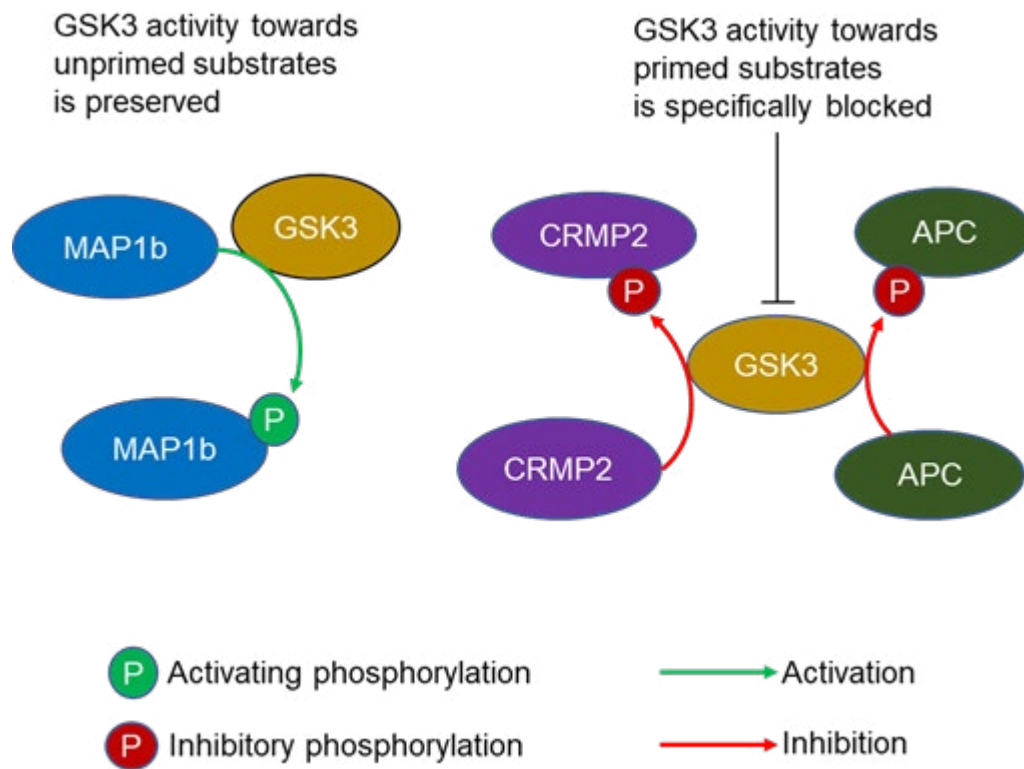 GSK3 activity towards
unprimed substrates
is preserved
GSK3 activity towards
primed substrates
is specifically blocked
MAP1b
GSK3
P
MAP1b
CRMP2
P
APC
P
GSK3
CRMP2
APC
P Activating phosphorylation
Activation
P Inhibitory phosphorylation
Inhibition